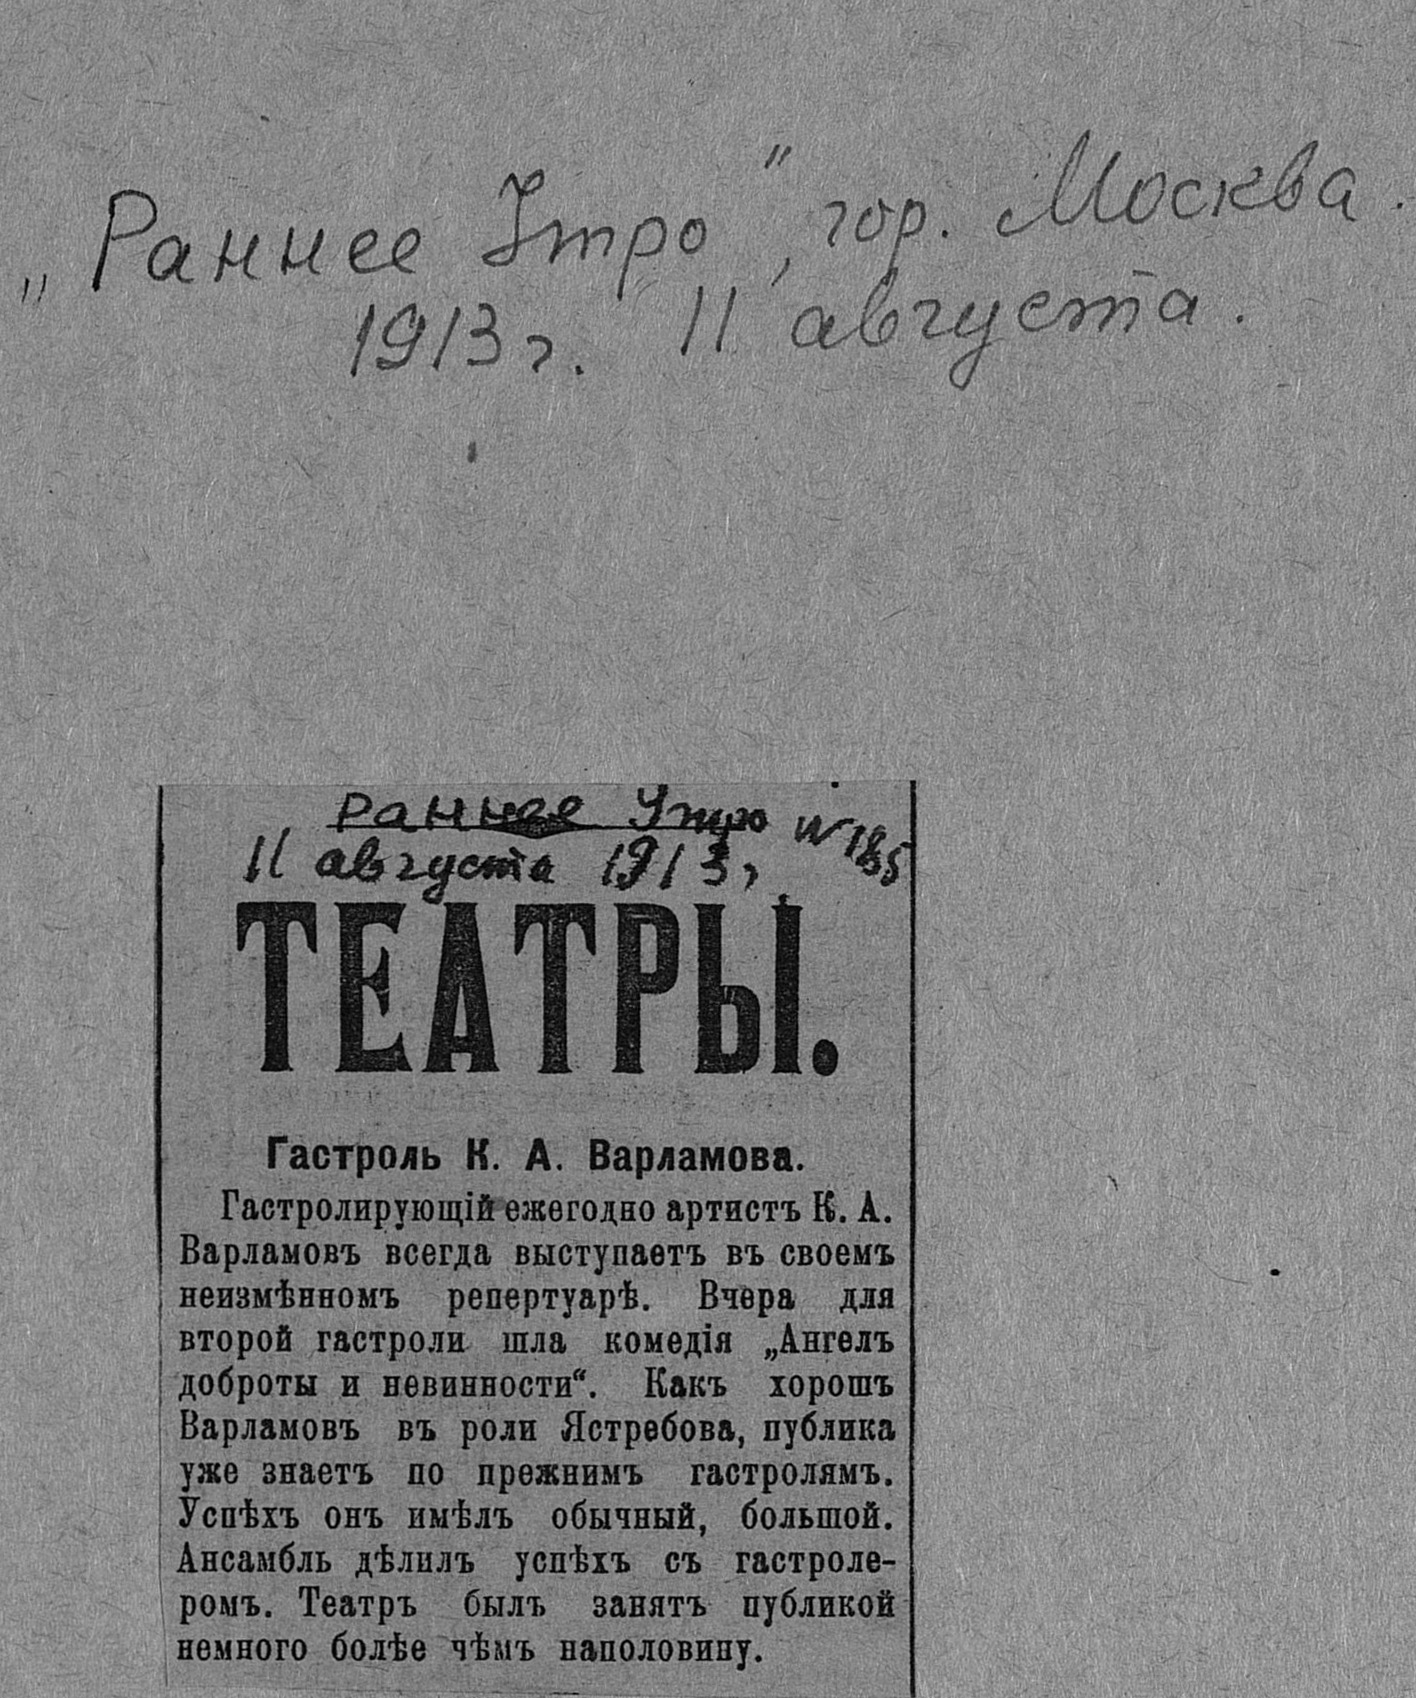 „Раннее Утро", гор. Москва.
1913 г. 11 августа.
Раннее Утро № 185
11 августа 1913 г.
ТЕАТРЫ.
Гастроль К. А. Варламова.
Гастролирующій ежегодно артистъ К. А.
Варламовъ всегда выступаетъ въ своемъ
неизмѣнномъ репертуарѣ. Вчера для
второй гастроли шла комедія „Ангелъ
доброты и невинности“. Какъ хорошъ
Варламовъ въ роли Ястребова, публика
уже знаетъ по прежнимъ гастролямъ.
Успѣхъ онъ имѣлъ обычный, большой.
Ансамбль дѣлилъ успѣхъ съ гастроле-
ромъ. Театръ былъ занятъ публикой
немного болѣе чѣмъ наполовину.